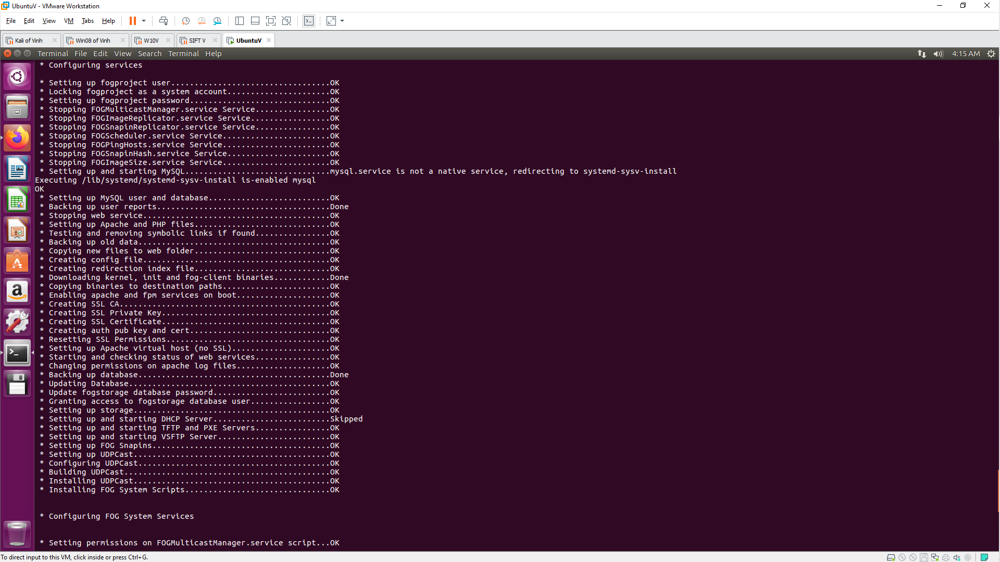 UbuntuV - VMware Workstation
File Edit View VM Tabs Help
Kali of Vinh Win08 of Vinh W10V SIFT V UbuntuV
Terminal File Edit View Search Terminal Help 4:15 AM
* Configuring services
* Setting up fogproject user..................................OK
* Locking fogproject as a system account......................OK
* Setting up fogproject password..............................OK
* Stopping FOGMulticastManager.service Service................OK
* Stopping FOGImageReplicator.service Service.................OK
* Stopping FOGSnapinReplicator.service Service................OK
* Stopping FOGScheduler.service Service.......................OK
* Stopping FOGPingHosts.service Service.......................OK
* Stopping FOGSnapinHash.service Service......................OK
* Stopping FOGImageSize.service Service.......................OK
* Setting up and starting MySQL...............................mysql.service is not a native service, redirecting to systemd-sysv-install
Executing /lib/systemd/systemd-sysv-install is-enabled mysql
OK
* Setting up MySQL user and database..........................OK
* Backing up user reports.....................................Done
* Stopping web service........................................OK
* Setting up Apache and PHP files.............................OK
* Testing and removing symbolic links if found................OK
* Backing up old data.........................................OK
* Copying new files to web folder.............................OK
* Creating config file........................................OK
* Creating redirection index file.............................OK
* Downloading kernel, init and fog-client binaries............Done
* Copying binaries to destination paths.......................OK
* Enabling apache and fpm services on boot....................OK
* Creating SSL CA.............................................OK
* Creating SSL Private Key....................................OK
* Creating SSL Certificate....................................OK
* Creating auth pub key and cert..............................OK
* Resetting SSL Permissions...................................OK
* Setting up Apache virtual host (no SSL).....................OK
* Starting and checking status of web services................OK
* Changing permissions on apache log files....................OK
* Backing up database.........................................Done
* Updating Database...........................................OK
* Update fogstorage database password.........................OK
* Granting access to fogstorage database user.................OK
* Setting up storage..........................................OK
* Setting up and starting DHCP Server.........................Skipped
* Setting up and starting TFTP and PXE Servers................OK
* Setting up and starting VSFTP Server........................OK
* Setting up FOG Snapins......................................OK
* Setting up UDPCast..........................................OK
* Configuring UDPCast.........................................OK
* Building UDPCast............................................OK
* Installing UDPCast..........................................OK
* Installing FOG System Scripts...............................OK
* Configuring FOG System Services
* Setting permissions on FOGMulticastManager.service script...OK
To direct input to this VM, click inside or press Ctrl+G.